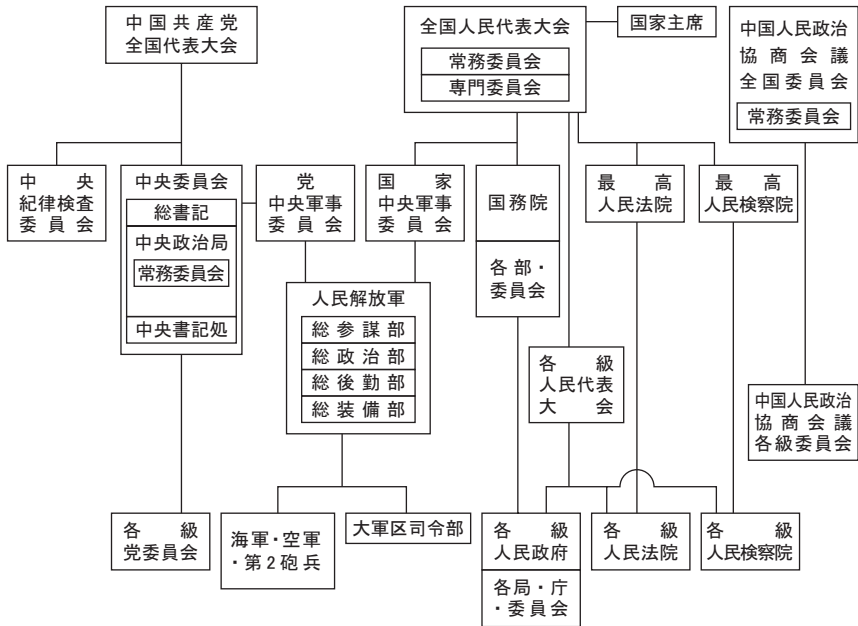 中国共産党
全国代表大会
全国人民代表大会
常務委員会
専門委員会
国家主席
中国人民政治
協商会議
全国委員会
常務委員会
中央
紀律検査
委員会
中央委員会
総書記
中央政治局
常務委員会
中央書記処
党
中央軍事
委員会
国家
中央軍事
委員会
国務院
各部・
委員会
最高
人民法院
最高
人民検察院
人民解放軍
総参謀部
総政治部
総後勤部
総装備部
各級
人民代表
大会
中国人民政治
協商会議
各級委員会
各級
党委員会
海軍・空軍
・第2砲兵
大軍区司令部
各級
人民政府
各局・庁
・委員会
各級
人民法院
各級
人民検察院